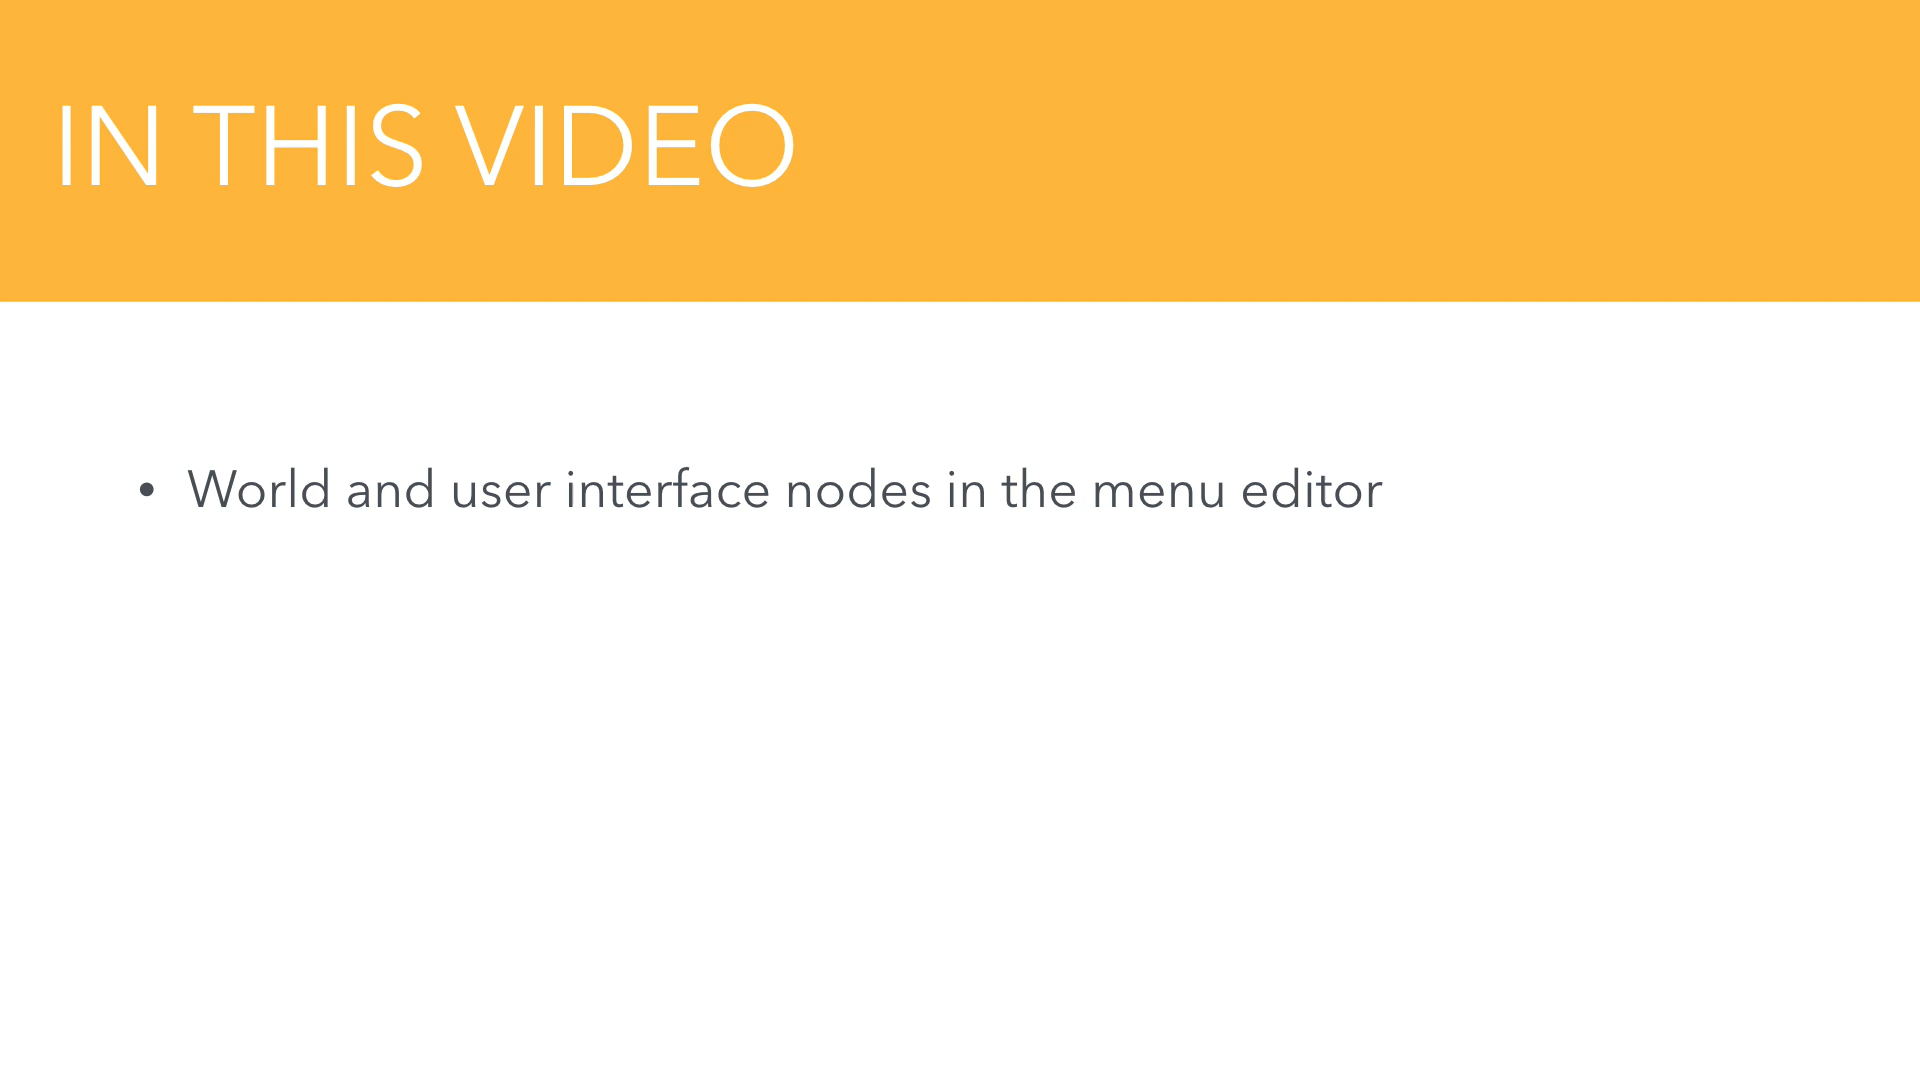 IN THIS VIDEO
• World and user interface nodes in the menu editor